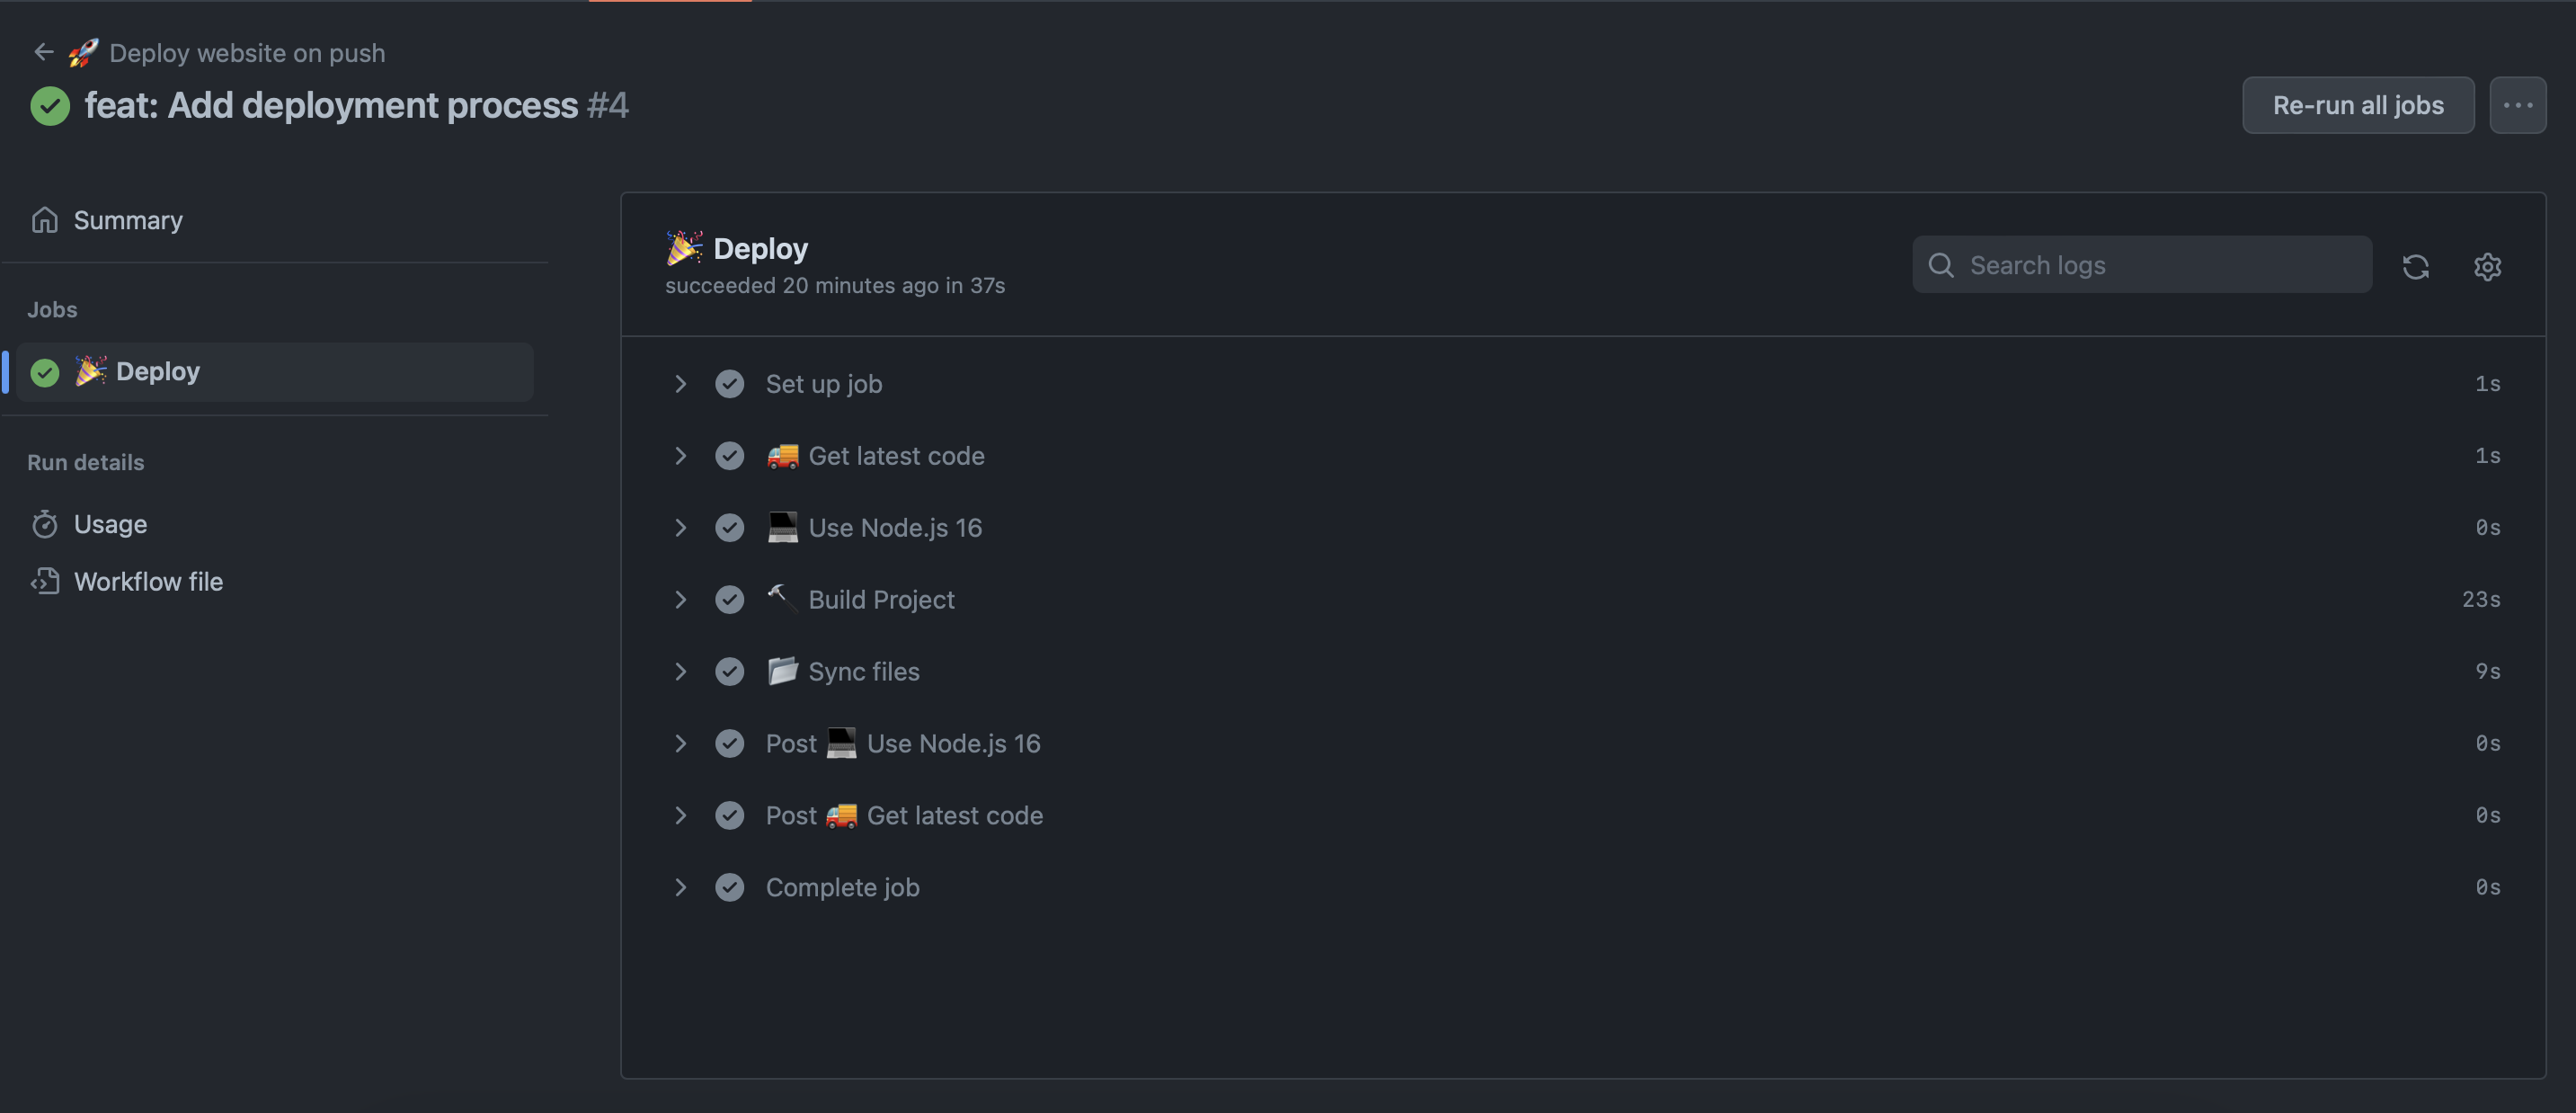 🚀 Deploy website on push
feat: Add deployment process #4
Re-run all jobs
Summary
Jobs
🎉 Deploy
Run details
Usage
Workflow file
🎉 Deploy
succeeded 20 minutes ago in 37s
Search logs
Set up job 1s
🚚 Get latest code 1s
💻 Use Node.js 16 0s
🔨 Build Project 23s
📂 Sync files 9s
Post 💻 Use Node.js 16 0s
Post 🚚 Get latest code 0s
Complete job 0s